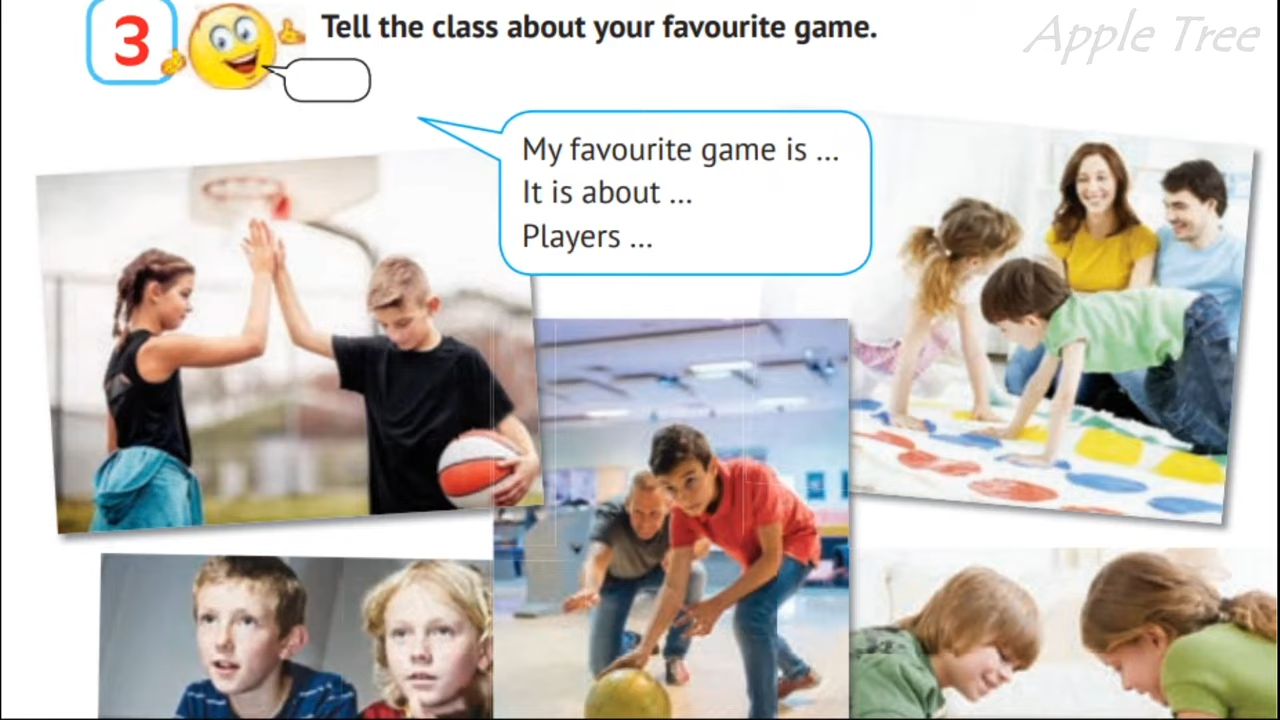 3
Tell the class about your favourite game.
Apple Tree
My favourite game is ...
It is about ...
Players ...